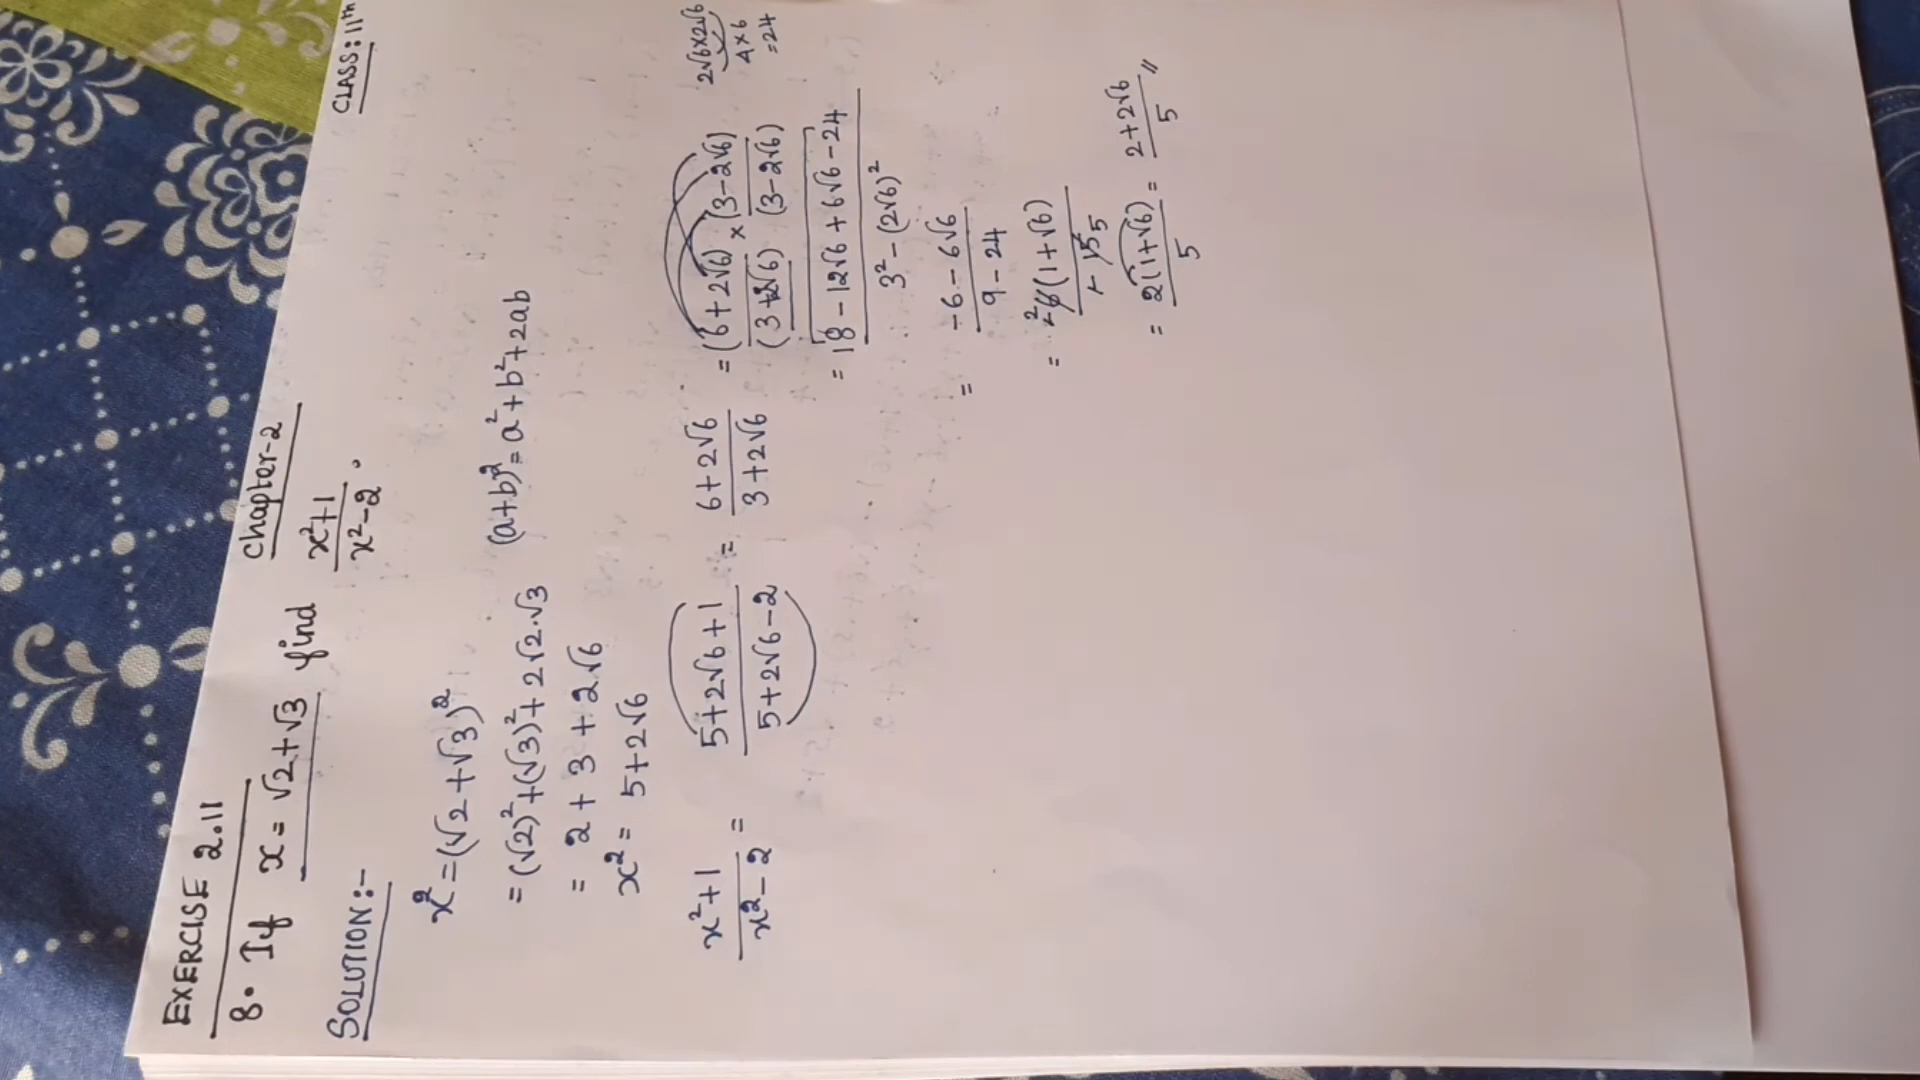 CLASS: 11th
EXERCISE 2.11 Chapter-2
8. If x = √2+√3 find x²+1 / x²-2 .
SOLUTION:-
x² = (√2+√3)²
= (√2)²+(√3)²+2√2.√3 (a+b)² = a²+b²+2ab
= 2+3+2√6
x² = 5+2√6
x²+1 / x²-2 = 5+2√6+1 / 5+2√6-2 = 6+2√6 / 3+2√6 = (6+2√6) / (3+2√6) × (3-2√6) / (3-2√6)
2√6×2√6
4×6
=24
= 18-12√6+6√6-24 / 3²-(2√6)²
= -6-6√6 / 9-24
= 2 6(1+√6) / -15 5
= 2(1+√6) / 5 = 2+2√6 / 5 //